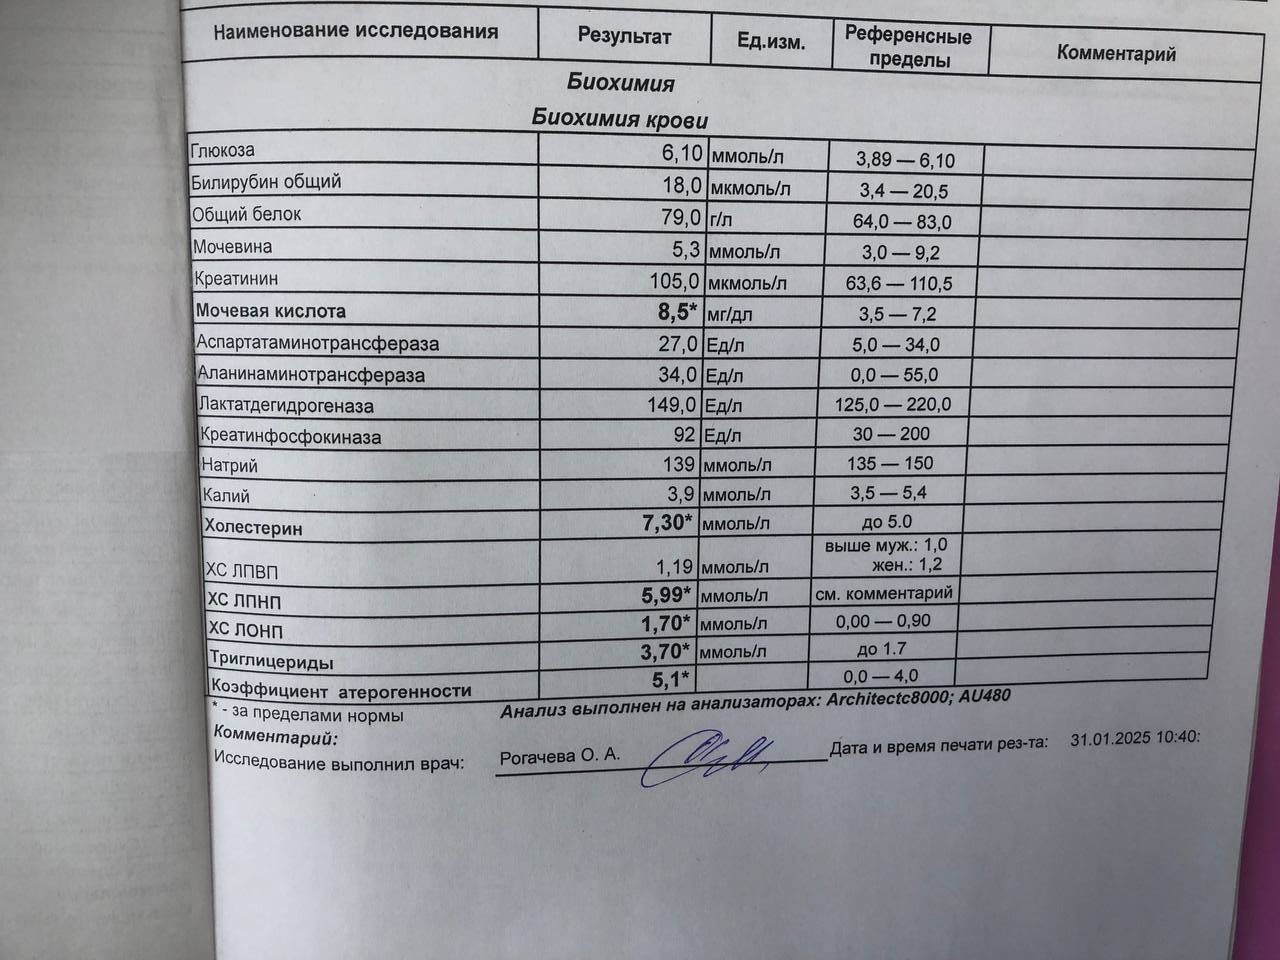 Наименование исследования Результат Ед.изм. Референсные пределы Комментарий
Биохимия
Биохимия крови
Глюкоза 6,10 ммоль/л 3,89 — 6,10
Билирубин общий 18,0 мкмоль/л 3,4 — 20,5
Общий белок 79,0 г/л 64,0 — 83,0
Мочевина 5,3 ммоль/л 3,0 — 9,2
Креатинин 105,0 мкмоль/л 63,6 — 110,5
Мочевая кислота 8,5* мг/дл 3,5 — 7,2
Аспартатаминотрансфераза 27,0 Ед/л 5,0 — 34,0
Аланинаминотрансфераза 34,0 Ед/л 0,0 — 55,0
Лактатдегидрогеназа 149,0 Ед/л 125,0 — 220,0
Креатинфосфокиназа 92 Ед/л 30 — 200
Натрий 139 ммоль/л 135 — 150
Калий 3,9 ммоль/л 3,5 — 5,4
Холестерин 7,30* ммоль/л до 5.0
ХС ЛПВП 1,19 ммоль/л выше муж.: 1,0 жен.: 1,2
ХС ЛПНП 5,99* ммоль/л см. комментарий
ХС ЛОНП 1,70* ммоль/л 0,00 — 0,90
Триглицериды 3,70* ммоль/л до 1.7
Коэффициент атерогенности 5,1* 0,0 — 4,0
* - за пределами нормы Анализ выполнен на анализаторах: Architectc8000; AU480
Комментарий:
Исследование выполнил врач: Рогачева О. А. Дата и время печати рез-та: 31.01.2025 10:40: